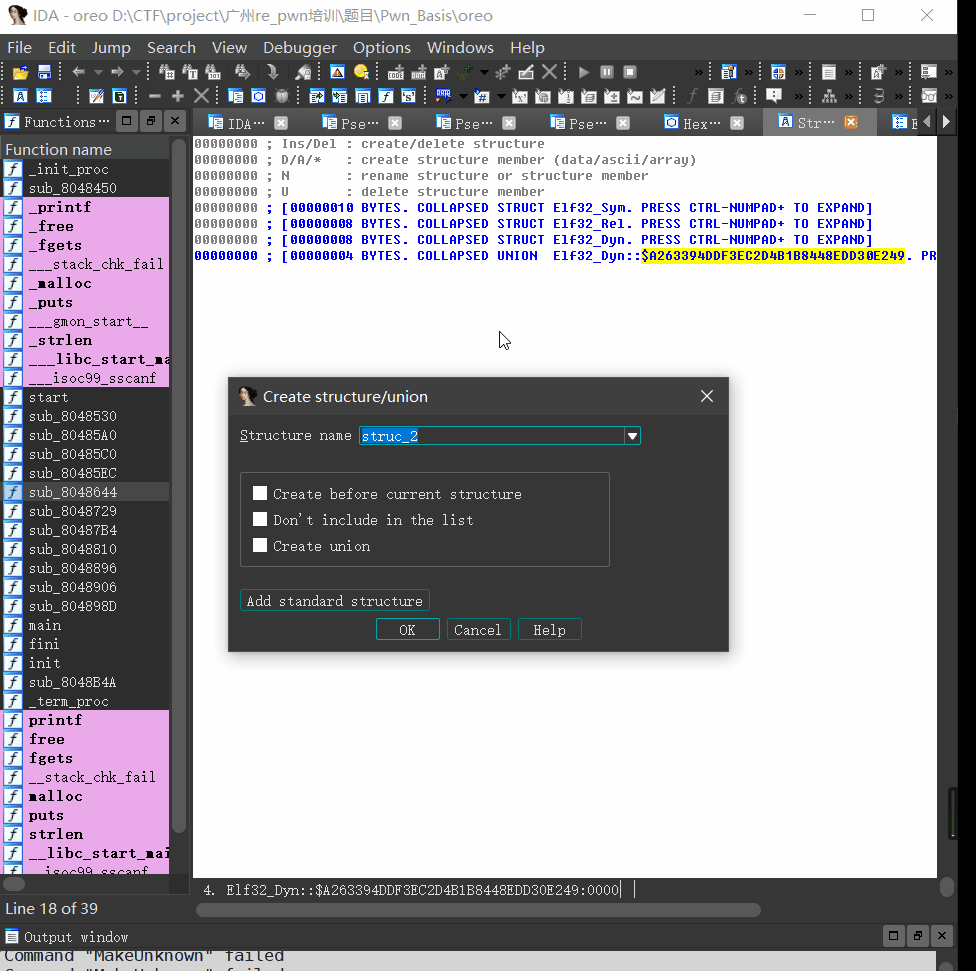 IDA - oreo D:\CTF\project\广州re_pwn培训\题目\Pwn_Basis\oreo
File Edit Jump Search View Debugger Options Windows Help
Functions···
IDA··· Pse··· Pse··· Pse··· Hex··· Str···
Function name
_init_proc
sub_8048450
_printf
_free
_fgets
___stack_chk_fail
_malloc
_puts
___gmon_start__
_strlen
___libc_start_ma
___isoc99_sscanf
start
sub_8048530
sub_80485A0
sub_80485C0
sub_80485EC
sub_8048644
sub_8048729
sub_80487B4
sub_8048810
sub_8048896
sub_8048906
sub_804898D
main
fini
init
sub_8048B4A
_term_proc
printf
free
fgets
__stack_chk_fail
malloc
puts
strlen
__libc_start_mai
isoc99 sscanf
Line 18 of 39
00000000 ; Ins/Del : create/delete structure
00000000 ; D/A/* : create structure member (data/ascii/array)
00000000 ; N : rename structure or structure member
00000000 ; U : delete structure member
00000000 ; [00000010 BYTES. COLLAPSED STRUCT Elf32_Sym. PRESS CTRL-NUMPAD+ TO EXPAND]
00000000 ; [00000008 BYTES. COLLAPSED STRUCT Elf32_Rel. PRESS CTRL-NUMPAD+ TO EXPAND]
00000000 ; [00000008 BYTES. COLLAPSED STRUCT Elf32_Dyn. PRESS CTRL-NUMPAD+ TO EXPAND]
00000000 ; [00000004 BYTES. COLLAPSED UNION Elf32_Dyn::$A263394DDF3EC2D4B1B8448EDD30E249. PR
Create structure/union
Structure name struc_2
Create before current structure
Don't include in the list
Create union
Add standard structure
OK Cancel Help
4. Elf32_Dyn::$A263394DDF3EC2D4B1B8448EDD30E249:0000
Output window
Command "MakeUnknown" failed